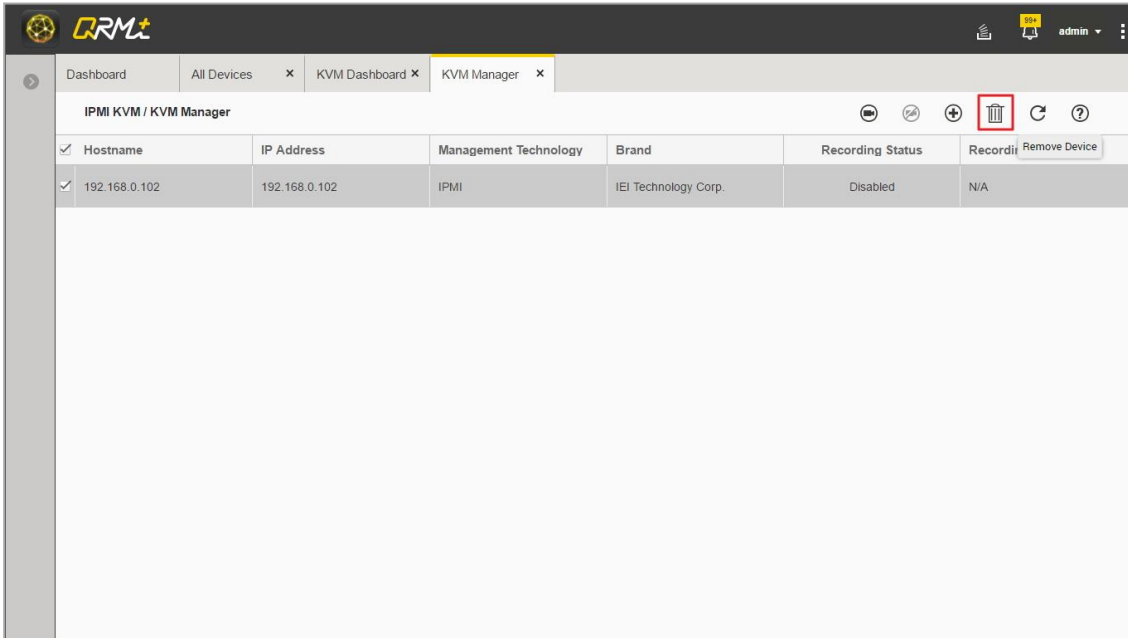 QRM+
99+
admin
Dashboard
All Devices
KVM Dashboard
KVM Manager
IPMI KVM / KVM Manager
Remove Device
Hostname
IP Address
Management Technology
Brand
Recording Status
192.168.0.102
192.168.0.102
IPMI
IEI Technology Corp.
Disabled
N/A